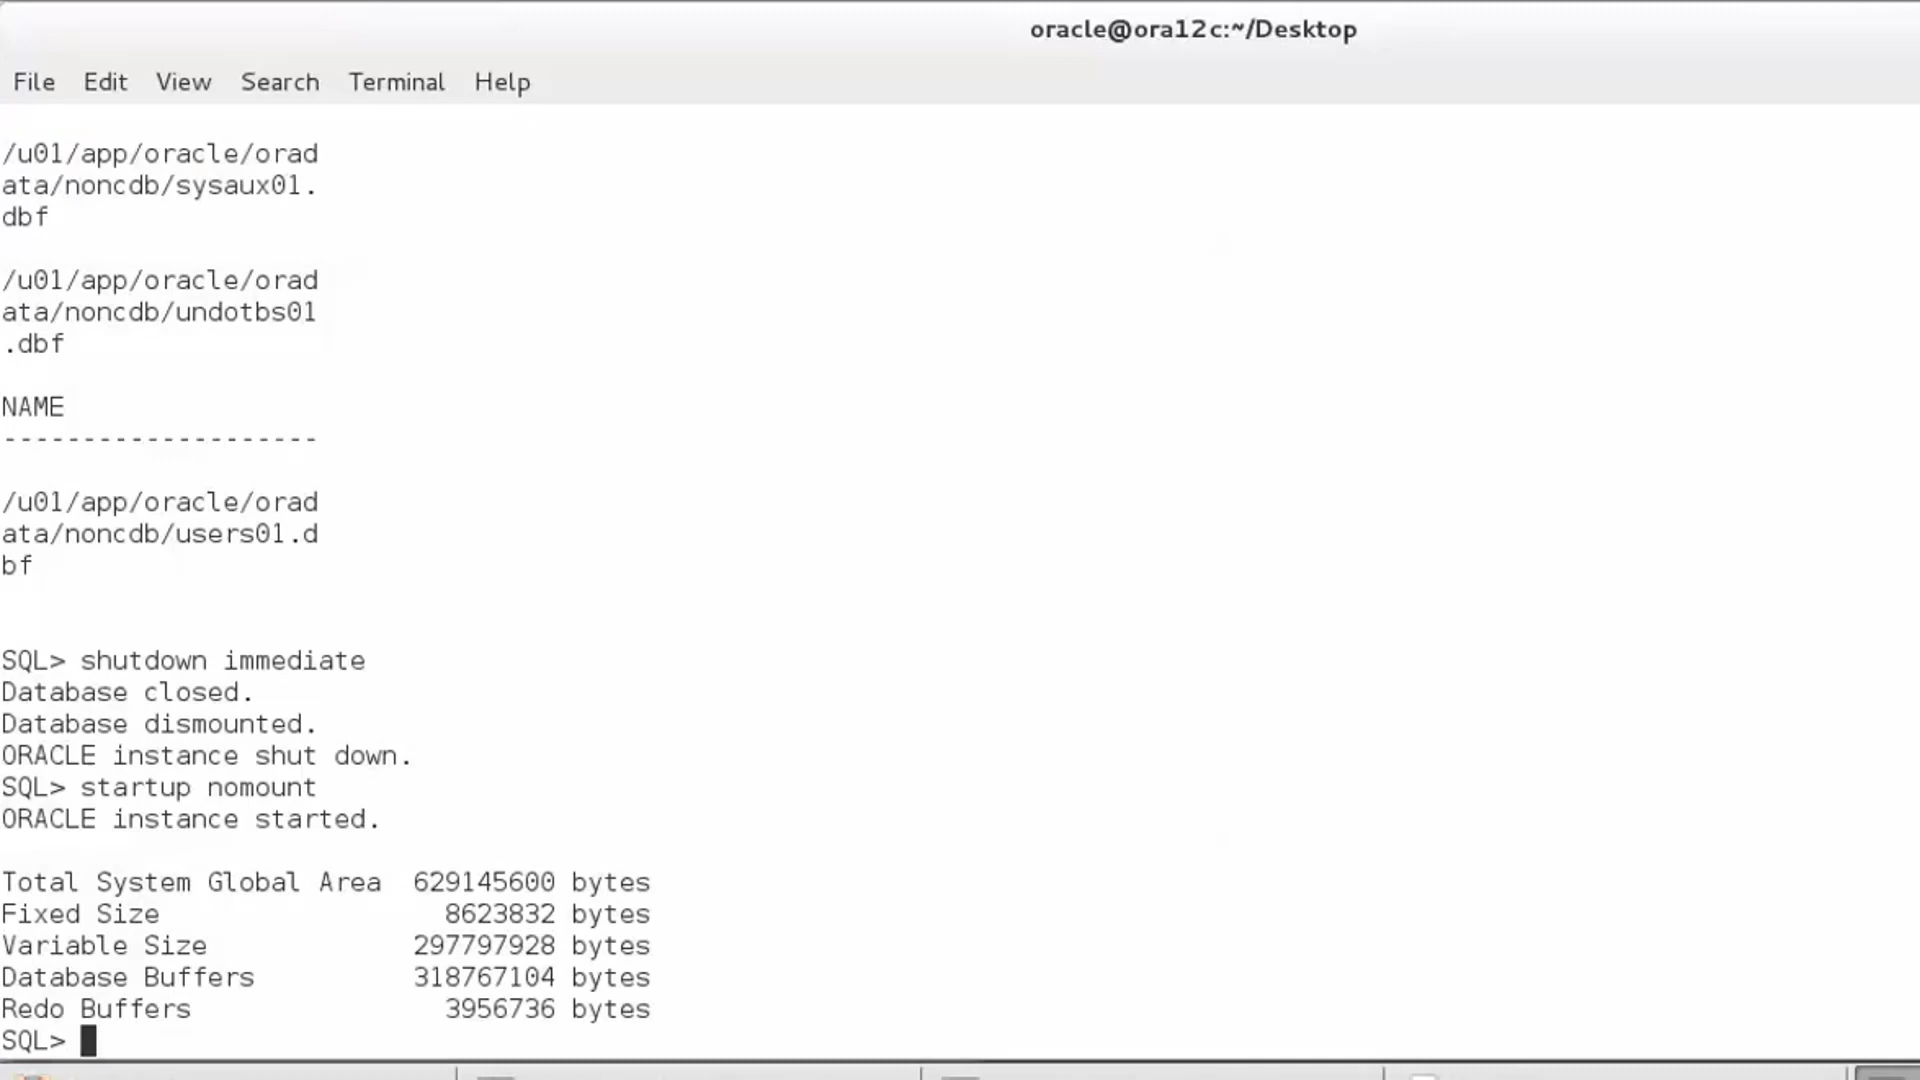 oracle@ora12c:~/Desktop
File Edit View Search Terminal Help
/u01/app/oracle/orad
ata/noncdb/sysaux01.
dbf
/u01/app/oracle/orad
ata/noncdb/undotbs01
.dbf
NAME
--------------------
/u01/app/oracle/orad
ata/noncdb/users01.d
bf
SQL> shutdown immediate
Database closed.
Database dismounted.
ORACLE instance shut down.
SQL> startup nomount
ORACLE instance started.
Total System Global Area  629145600 bytes
Fixed Size                  8623832 bytes
Variable Size             297797928 bytes
Database Buffers          318767104 bytes
Redo Buffers                3956736 bytes
SQL>